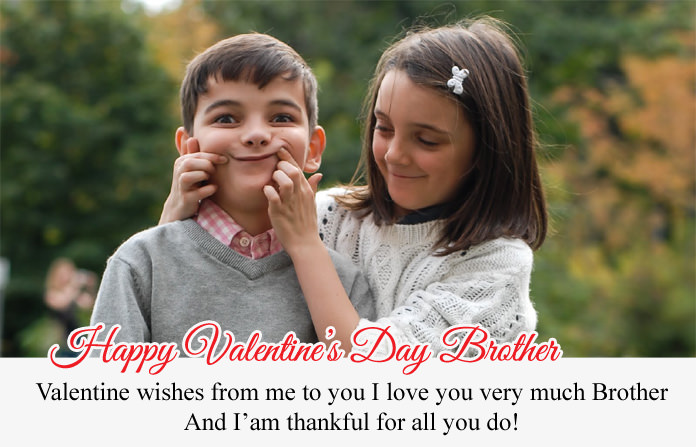 Happy Valentine's Day Brother
Valentine wishes from me to you I love you very much Brother
And I'am thankful for all you do!